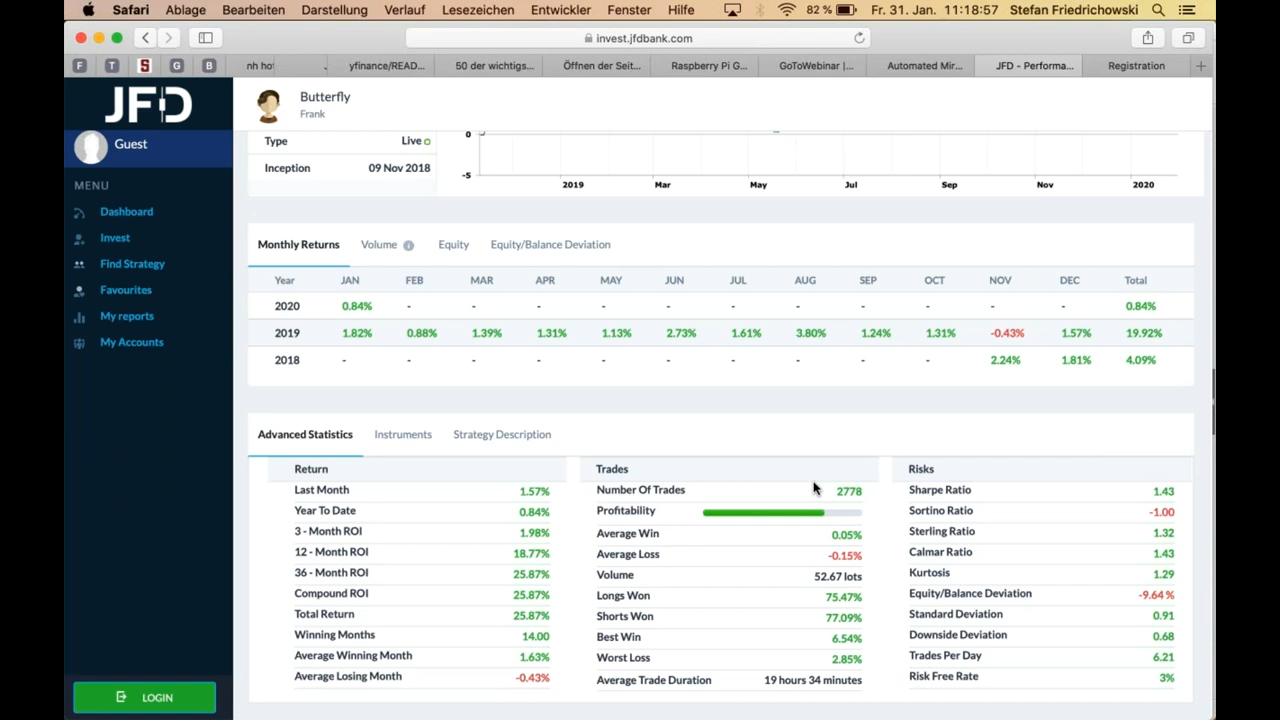 Safari Ablage Bearbeiten Darstellung Verlauf Lesezeichen Entwickler Fenster Hilfe 82 % Fr. 31. Jan. 11:18:57 Stefan Friedrichowski
invest.jfdbank.com
F T S G B nh ho yfinance/READ... 50 der wichtigs... Öffnen der Seit... Raspberry Pi G... GoToWebinar |... Automated Mir... JFD - Performa... Registration
JFD
Butterfly
Frank
Guest
MENU
Dashboard
Invest
Find Strategy
Favourites
My reports
My Accounts
LOGIN
Type Live
Inception 09 Nov 2018
0
-5
2019 Mar May Jul Sep Nov 2020
Monthly Returns Volume Equity Equity/Balance Deviation
Year JAN FEB MAR APR MAY JUN JUL AUG SEP OCT NOV DEC Total
2020 0.84% - - - - - - - - - - - 0.84%
2019 1.82% 0.88% 1.39% 1.31% 1.13% 2.73% 1.61% 3.80% 1.24% 1.31% -0.43% 1.57% 19.92%
2018 - - - - - - - - - - 2.24% 1.81% 4.09%
Advanced Statistics Instruments Strategy Description
Return
Last Month 1.57%
Year To Date 0.84%
3 - Month ROI 1.98%
12 - Month ROI 18.77%
36 - Month ROI 25.87%
Compound ROI 25.87%
Total Return 25.87%
Winning Months 14.00
Average Winning Month 1.63%
Average Losing Month -0.43%
Trades
Number Of Trades 2778
Profitability
Average Win 0.05%
Average Loss -0.15%
Volume 52.67 lots
Longs Won 75.47%
Shorts Won 77.09%
Best Win 6.54%
Worst Loss 2.85%
Average Trade Duration 19 hours 34 minutes
Risks
Sharpe Ratio 1.43
Sortino Ratio -1.00
Sterling Ratio 1.32
Calmar Ratio 1.43
Kurtosis 1.29
Equity/Balance Deviation -9.64 %
Standard Deviation 0.91
Downside Deviation 0.68
Trades Per Day 6.21
Risk Free Rate 3%